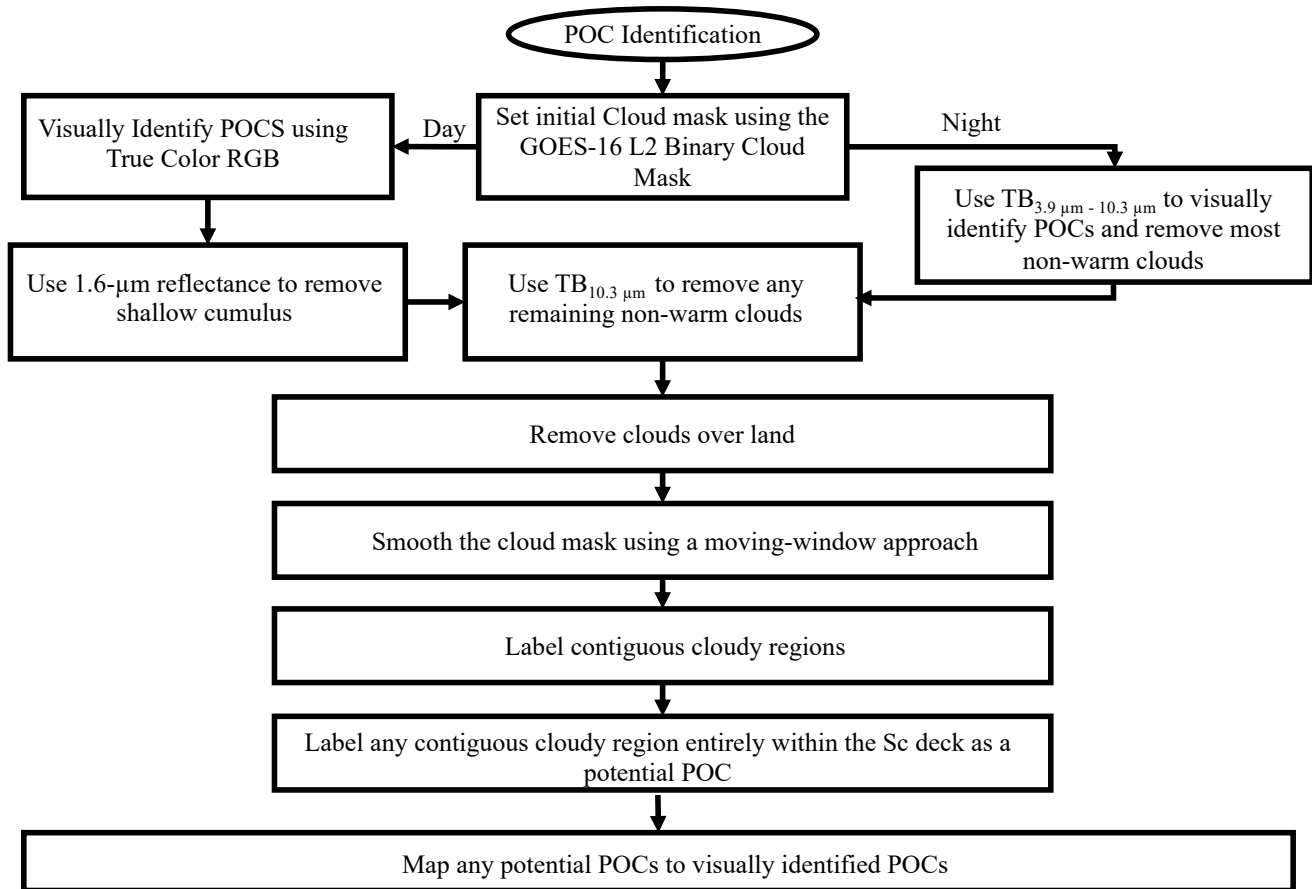 POC Identification
Set initial Cloud mask using the
GOES-16 L2 Binary Cloud
Mask
Day
Night
Visually Identify POCS using
True Color RGB
Use TB3.9 µm - 10.3 µm to visually
identify POCs and remove most
non-warm clouds
Use 1.6-µm reflectance to remove
shallow cumulus
Use TB10.3 µm to remove any
remaining non-warm clouds
Remove clouds over land
Smooth the cloud mask using a moving-window approach
Label contiguous cloudy regions
Label any contiguous cloudy region entirely within the Sc deck as a
potential POC
Map any potential POCs to visually identified POCs